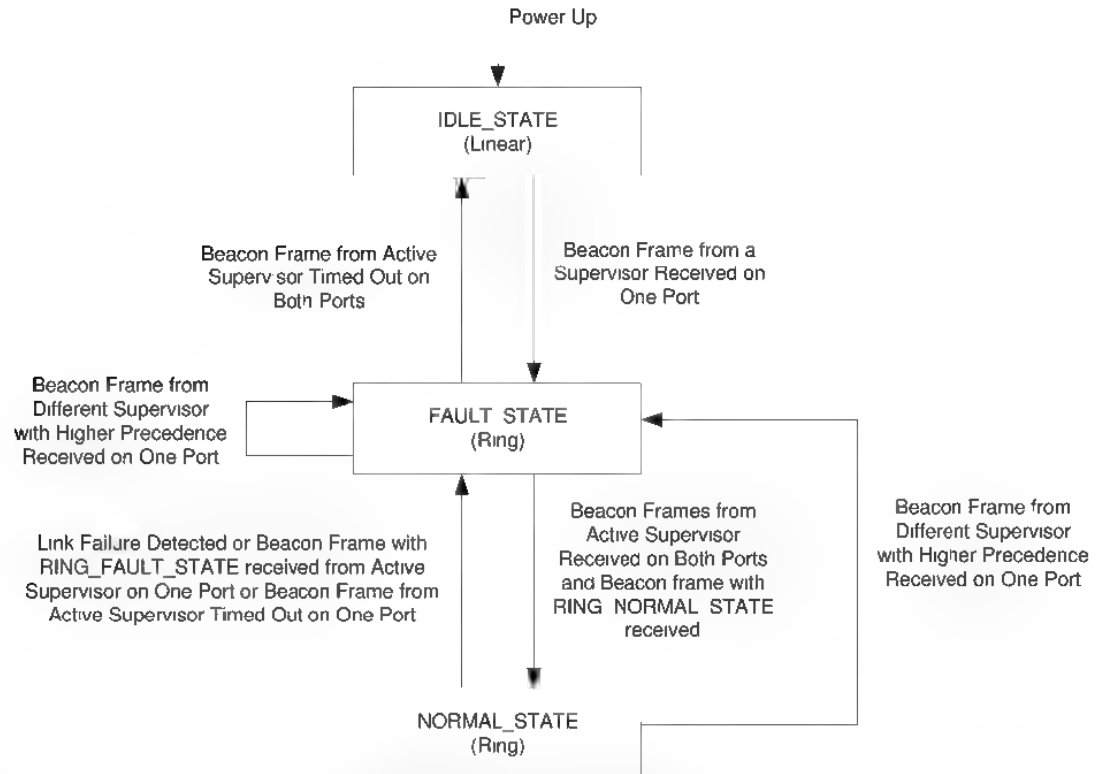 Power Up
IDLE_STATE
(Linear)
Beacon Frame from Active
Supervisor Timed Out on
Both Ports
Beacon Frame from a
Supervisor Received on
One Port
Beacon Frame from
Different Supervisor
with Higher Precedence
Received on One Port
FAULT STATE
(Ring)
Link Failure Detected or Beacon Frame with
RING_FAULT_STATE received from Active
Supervisor on One Port or Beacon Frame from
Active Supervisor Timed Out on One Port
Beacon Frames from
Active Supervisor
Received on Both Ports
and Beacon frame with
RING NORMAL STATE
received
Beacon Frame from
Different Supervisor
with Higher Precedence
Received on One Port
NORMAL_STATE
(Ring)